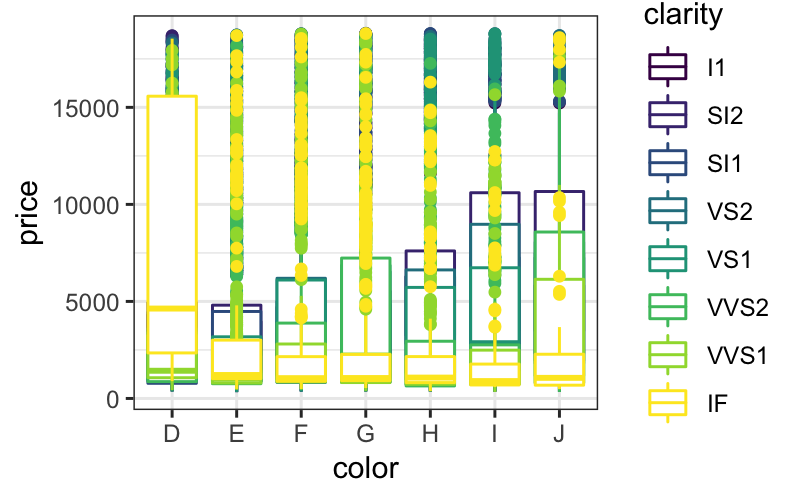 clarity
I1
SI2
SI1
VS2
VS1
VVS2
VVS1
IF
price
15000
10000
5000
0
D E F G H I J
color